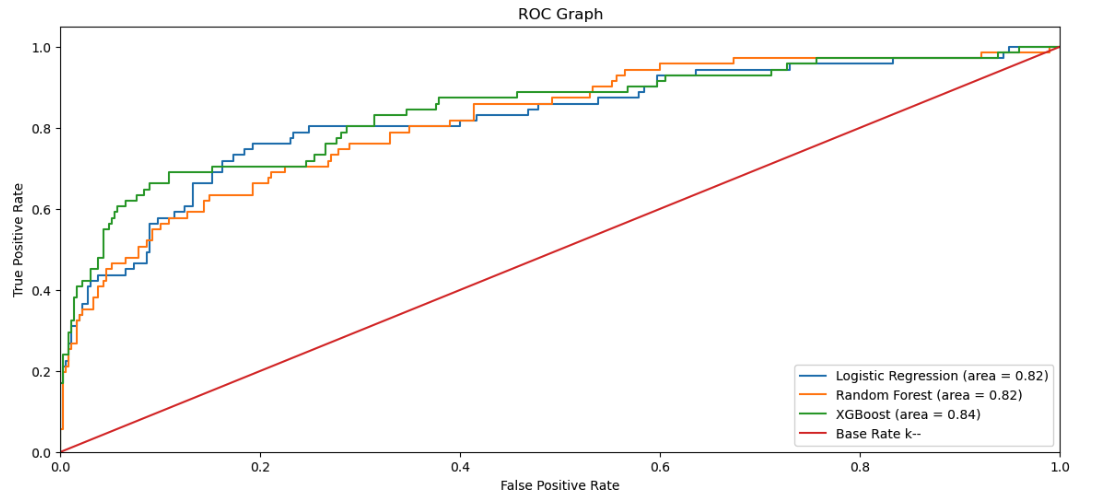 ROC Graph
1.0
0.8
0.6
0.4
0.2
0.0
True Positive Rate
0.0
0.2
0.4
0.6
0.8
1.0
False Positive Rate
Logistic Regression (area = 0.82)
Random Forest (area = 0.82)
XGBoost (area = 0.84)
Base Rate k--